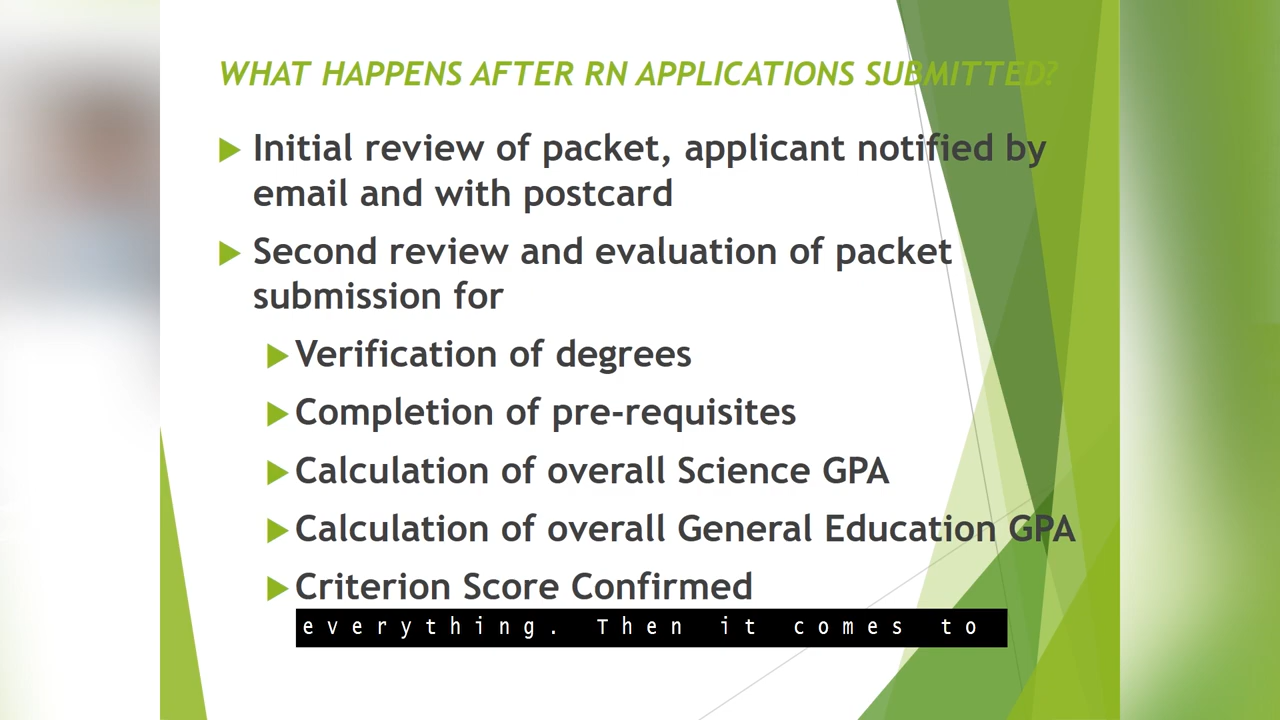 WHAT HAPPENS AFTER RN APPLICATIONS SUBMITTED?
Initial review of packet, applicant notified by
email and with postcard
Second review and evaluation of packet
submission for
Verification of degrees
Completion of pre-requisites
Calculation of overall Science GPA
Calculation of overall General Education GPA
Criterion Score Confirmed
everything. Then it comes to